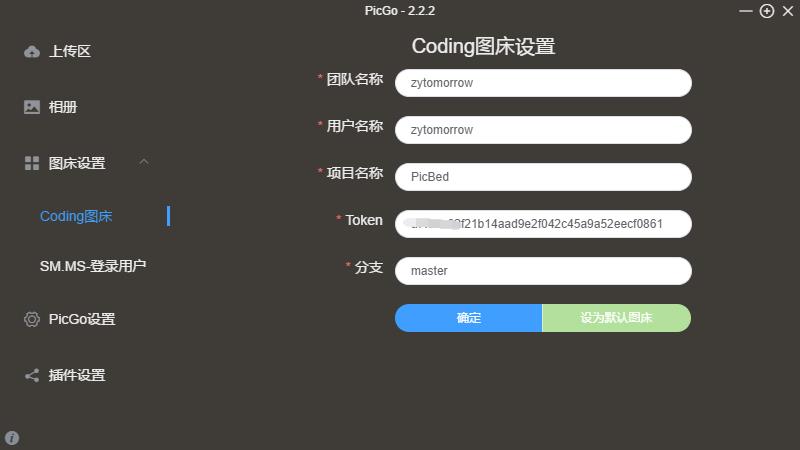 PicGo - 2.2.2
上传区
相册
图床设置
Coding图床
SM.MS-登录用户
PicGo设置
插件设置
Coding图床设置
* 团队名称 zytomorrow
* 用户名称 zytomorrow
* 项目名称 PicBed
* Token
* 分支 master
确定 设为默认图床